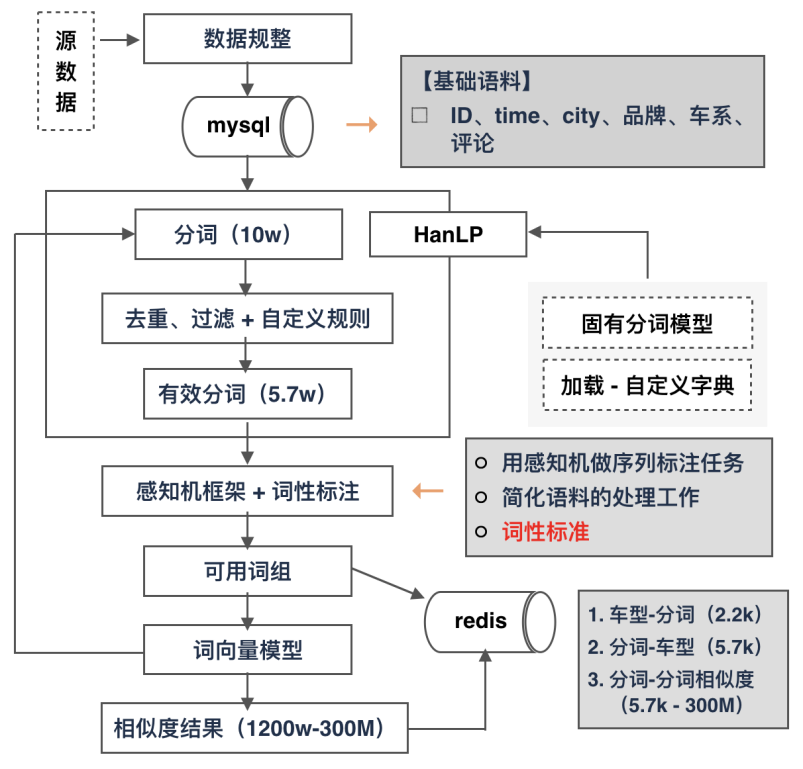 源
数
据
数据规整
mysql
【基础语料】
□ ID、time、city、品牌、车系、
评论
分词（10w）
HanLP
去重、过滤 + 自定义规则
固有分词模型
有效分词（5.7w）
加载 - 自定义字典
感知机框架 + 词性标注
用感知机做序列标注任务
简化语料的处理工作
词性标准
可用词组
redis
1. 车型-分词（2.2k）
2. 分词-车型（5.7k）
3. 分词-分词相似度
（5.7k - 300M）
词向量模型
相似度结果（1200w-300M）